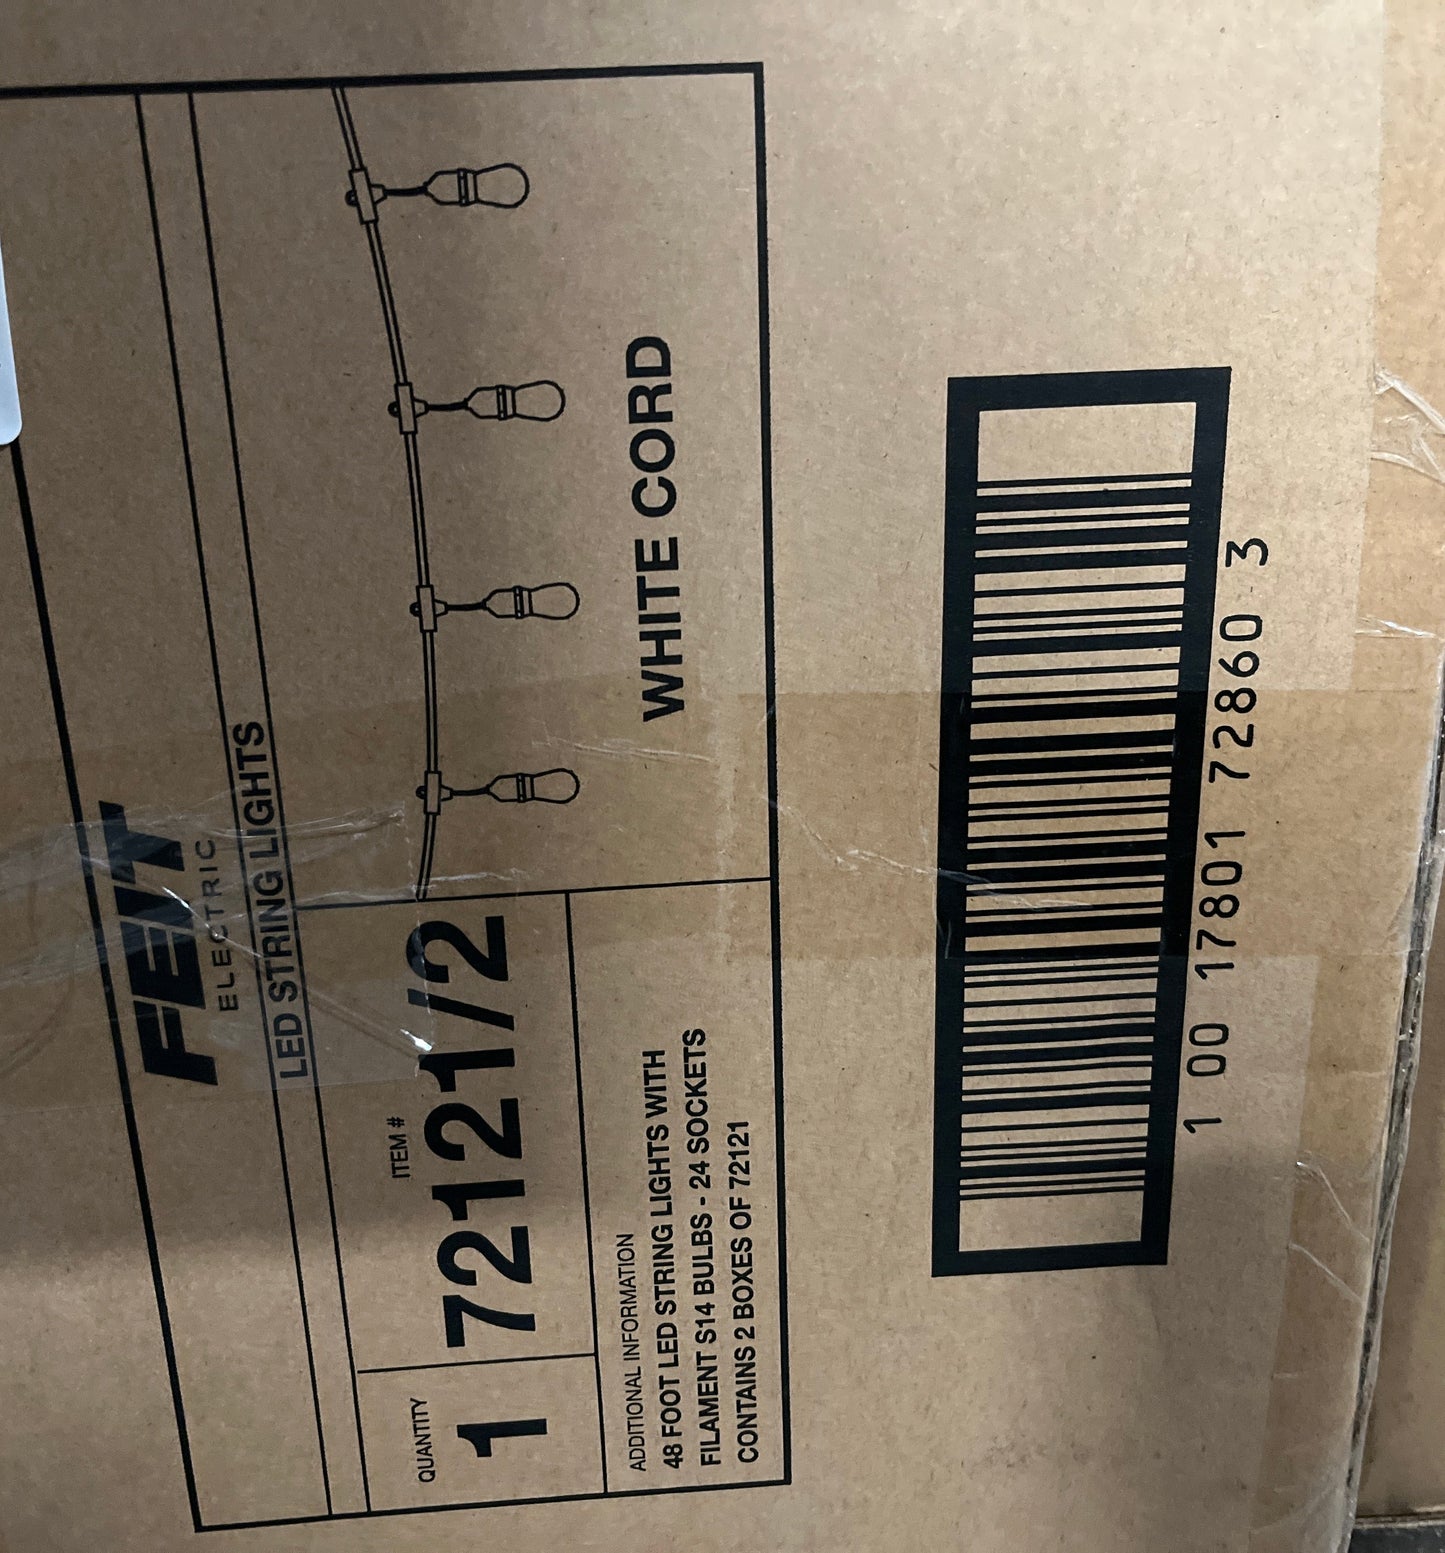 FEIT
ELECTRIC
LED STRING LIGHTS
QUANTITY
1
ITEM #
72121/2
ADDITIONAL INFORMATION
48 FOOT LED STRING LIGHTS WITH
FILAMENT S14 BULBS - 24 SOCKETS
CONTAINS 2 BOXES OF 72121
WHITE CORD
1 00 17801 72860 3